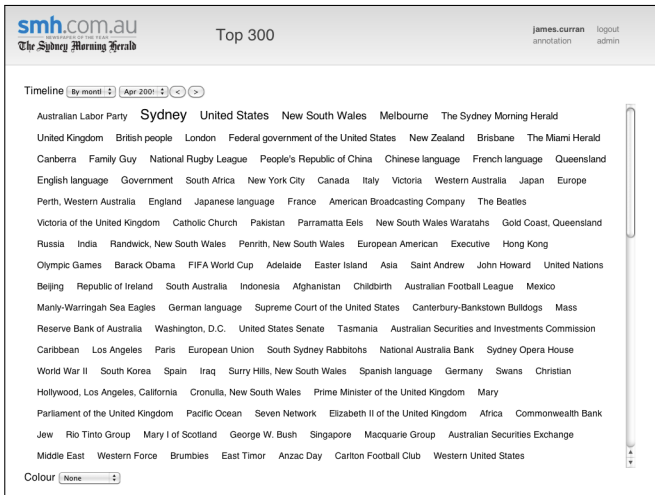 smh.com.au
NEWSPAPER OF THE YEAR
The Sydney Morning Herald
Top 300
james.curran logout
annotation admin
Timeline By month Apr 200 < >
Australian Labor Party Sydney United States New South Wales Melbourne The Sydney Morning Herald
United Kingdom British people London Federal government of the United States New Zealand Brisbane The Miami Herald
Canberra Family Guy National Rugby League People's Republic of China Chinese language French language Queensland
English language Government South Africa New York City Canada Italy Victoria Western Australia Japan Europe
Perth, Western Australia England Japanese language France American Broadcasting Company The Beatles
Victoria of the United Kingdom Catholic Church Pakistan Parramatta Eels New South Wales Waratahs Gold Coast, Queensland
Russia India Randwick, New South Wales Penrith, New South Wales European American Executive Hong Kong
Olympic Games Barack Obama FIFA World Cup Adelaide Easter Island Asia Saint Andrew John Howard United Nations
Beijing Republic of Ireland South Australia Indonesia Afghanistan Childbirth Australian Football League Mexico
Manly-Warringah Sea Eagles German language Supreme Court of the United States Canterbury-Bankstown Bulldogs Mass
Reserve Bank of Australia Washington, D.C. United States Senate Tasmania Australian Securities and Investments Commission
Caribbean Los Angeles Paris European Union South Sydney Rabbitohs National Australia Bank Sydney Opera House
World War II South Korea Spain Iraq Surry Hills, New South Wales Spanish language Germany Swans Christian
Hollywood, Los Angeles, California Cronulla, New South Wales Prime Minister of the United Kingdom Mary
Parliament of the United Kingdom Pacific Ocean Seven Network Elizabeth II of the United Kingdom Africa Commonwealth Bank
Jew Rio Tinto Group Mary I of Scotland George W. Bush Singapore Macquarie Group Australian Securities Exchange
Middle East Western Force Brumbies East Timor Anzac Day Carlton Football Club Western United States
Colour None